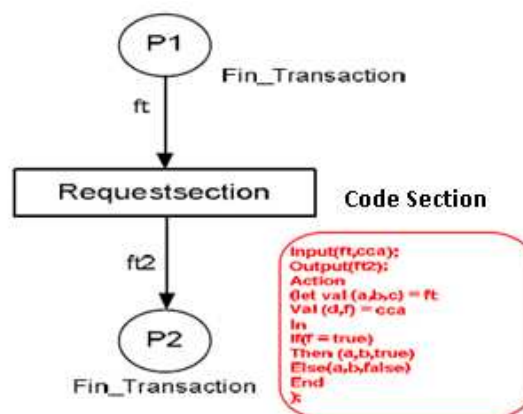 P1
Fin_Transaction
ft
Requestsection
Code Section
ft2
Input(ft,cca);
Output(ft2);
Action
(let val (a,b,c) = ft
Val (d,f) = cca
In
If(f = true)
Then (a,b,true)
Else(a,b,false)
End
);
P2
Fin_Transaction